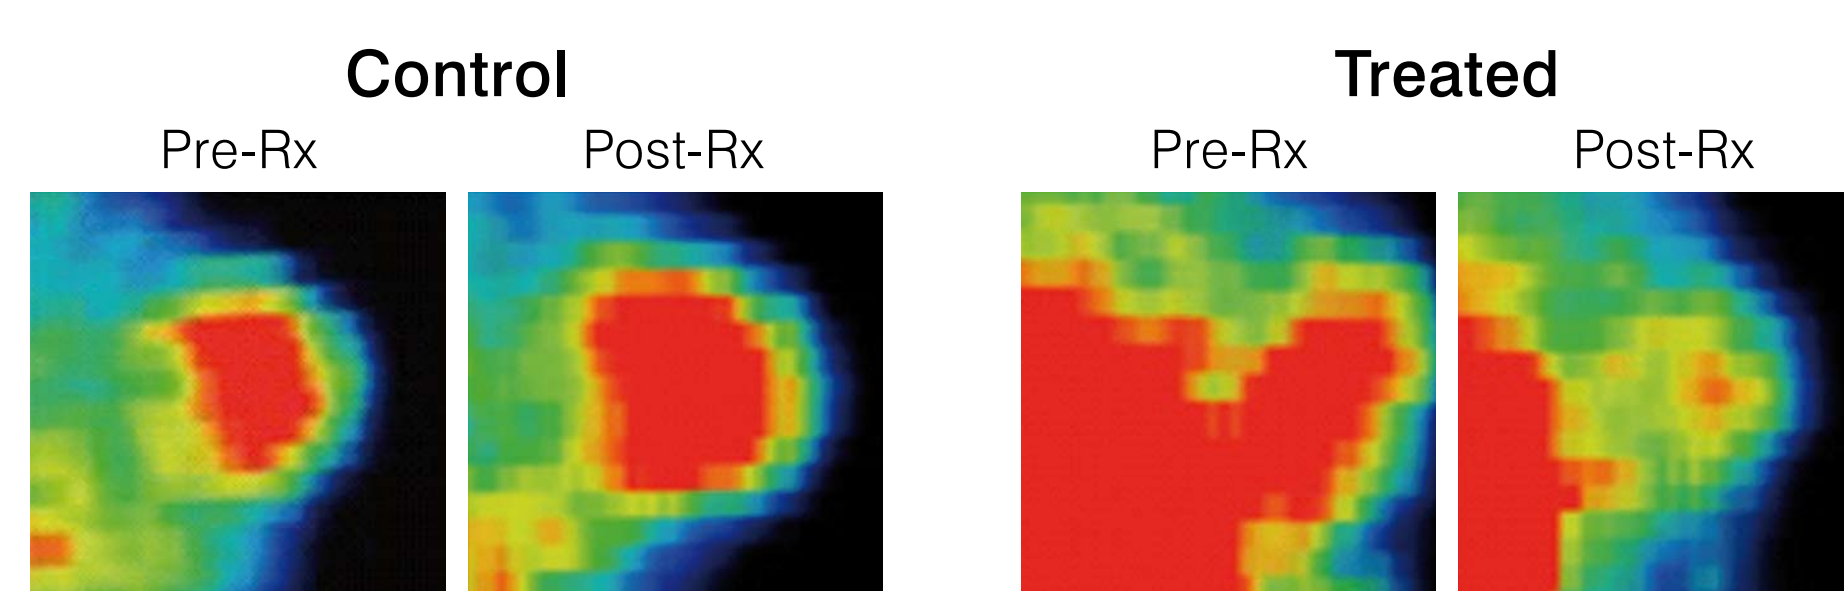 Control
Treated
Pre-Rx
Post-Rx
Pre-Rx
Post-Rx